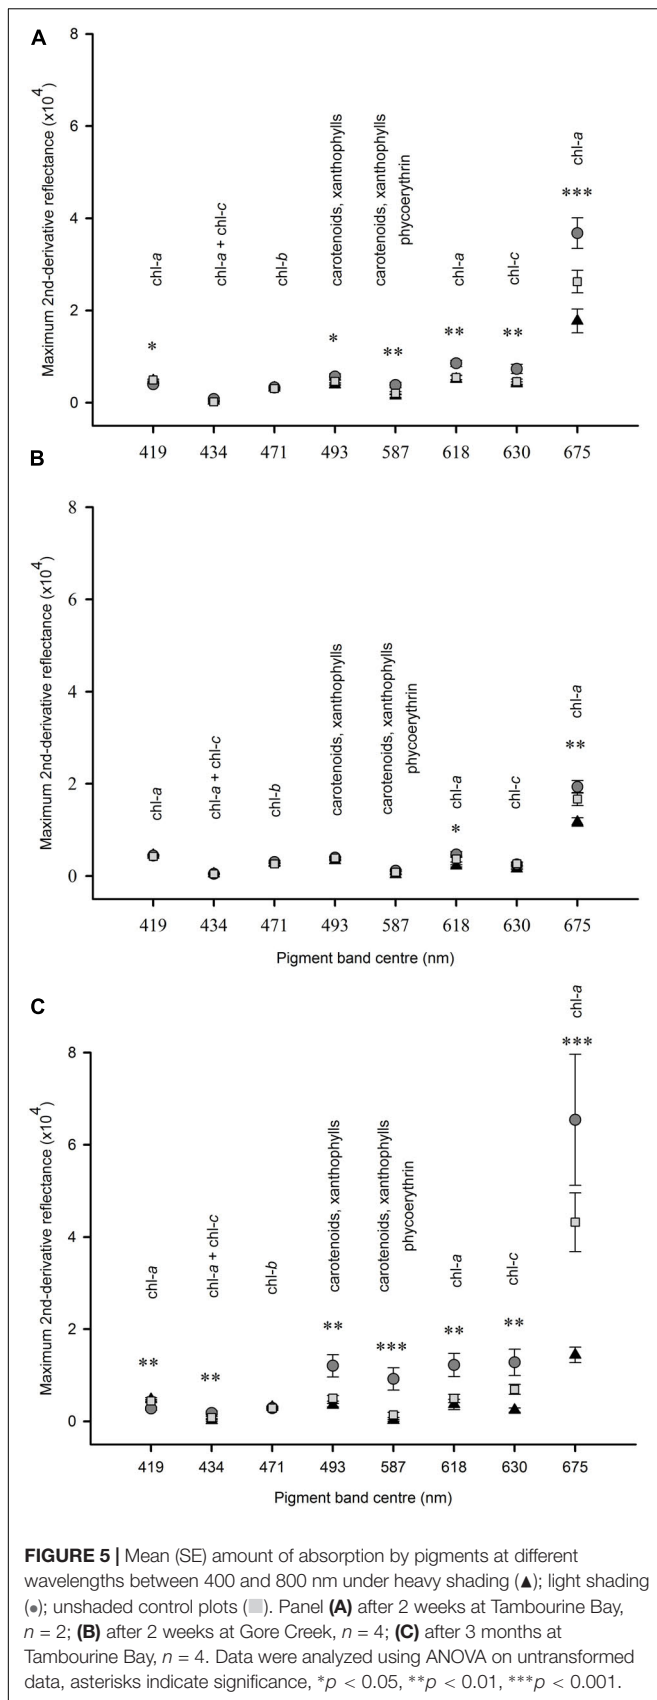 A
Maximum 2nd-derivative reflectance (x10^4)
8
6
4
2
0
chl-a
chl-a + chl-c
chl-b
carotenoids, xanthophylls
carotenoids, xanthophylls
phycoerythrin
chl-a
chl-c
chl-a
*
*
**
**
**
***
419 434 471 493 587 618 630 675
B
Maximum 2nd-derivative reflectance (x10^4)
8
6
4
2
0
chl-a
chl-a + chl-c
chl-b
carotenoids, xanthophylls
carotenoids, xanthophylls
phycoerythrin
chl-a
chl-c
chl-a
*
**
419 434 471 493 587 618 630 675
Pigment band centre (nm)
C
Maximum 2nd-derivative reflectance (x10^4)
8
6
4
2
0
chl-a
chl-a + chl-c
chl-b
carotenoids, xanthophylls
carotenoids, xanthophylls
phycoerythrin
chl-a
chl-c
chl-a
**
**
**
***
**
**
***
419 434 471 493 587 618 630 675
Pigment band centre (nm)
FIGURE 5 | Mean (SE) amount of absorption by pigments at different
wavelengths between 400 and 800 nm under heavy shading (▲); light shading
(●); unshaded control plots (■). Panel (A) after 2 weeks at Tambourine Bay,
n = 2; (B) after 2 weeks at Gore Creek, n = 4; (C) after 3 months at
Tambourine Bay, n = 4. Data were analyzed using ANOVA on untransformed
data, asterisks indicate significance, *p < 0.05, **p < 0.01, ***p < 0.001.